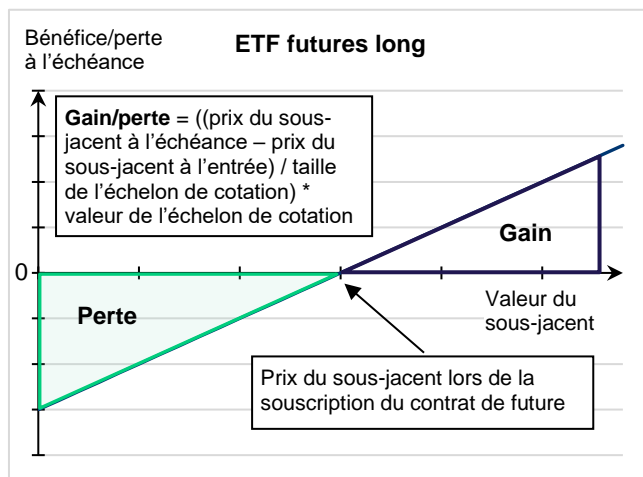 Bénéfice/perte
à l’échéance
ETF futures long
Gain/perte = ((prix du sous-
jacent à l’échéance – prix du
sous-jacent à l’entrée) / taille
de l’échelon de cotation) *
valeur de l’échelon de cotation
Gain
0
Perte
Valeur du
sous-jacent
Prix du sous-jacent lors de la
souscription du contrat de future